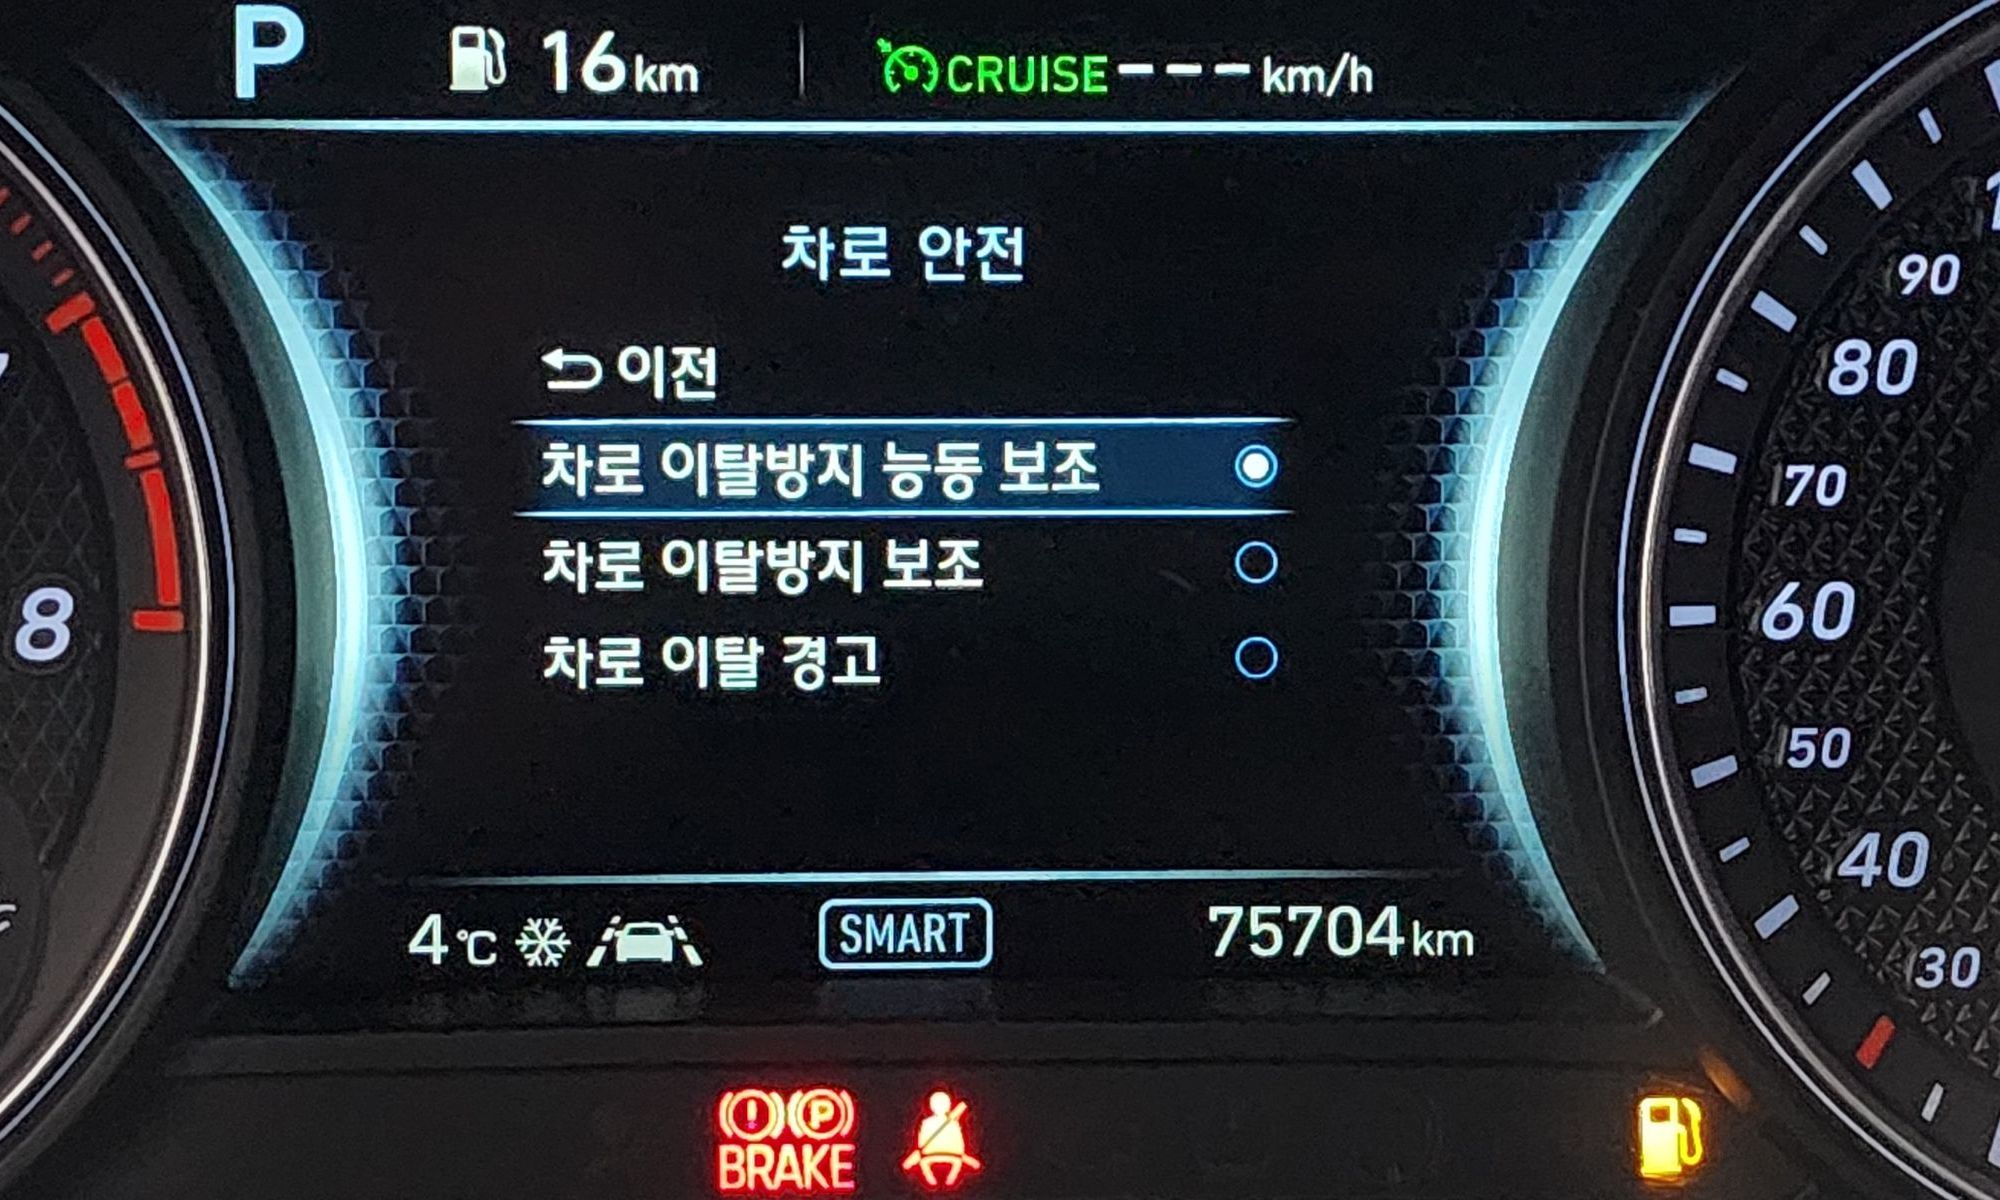 P 16km CRUISE---km/h
차로 안전
이전
차로 이탈방지 능동 보조
차로 이탈방지 보조
차로 이탈 경고
4℃ SMART 75704km
8
90
80
70
60
50
40
30
! P
BRAKE